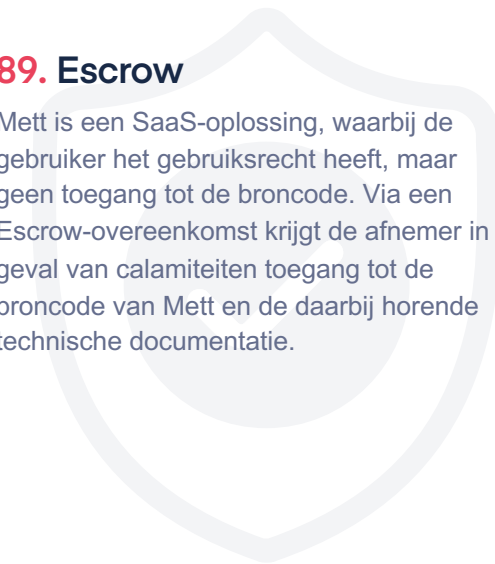 89. Escrow
Mett is een SaaS-oplossing, waarbij de
gebruiker het gebruiksrecht heeft, maar
geen toegang tot de broncode. Via een
Escrow-overeenkomst krijgt de afnemer in
geval van calamiteiten toegang tot de
broncode van Mett en de daarbij horende
technische documentatie.